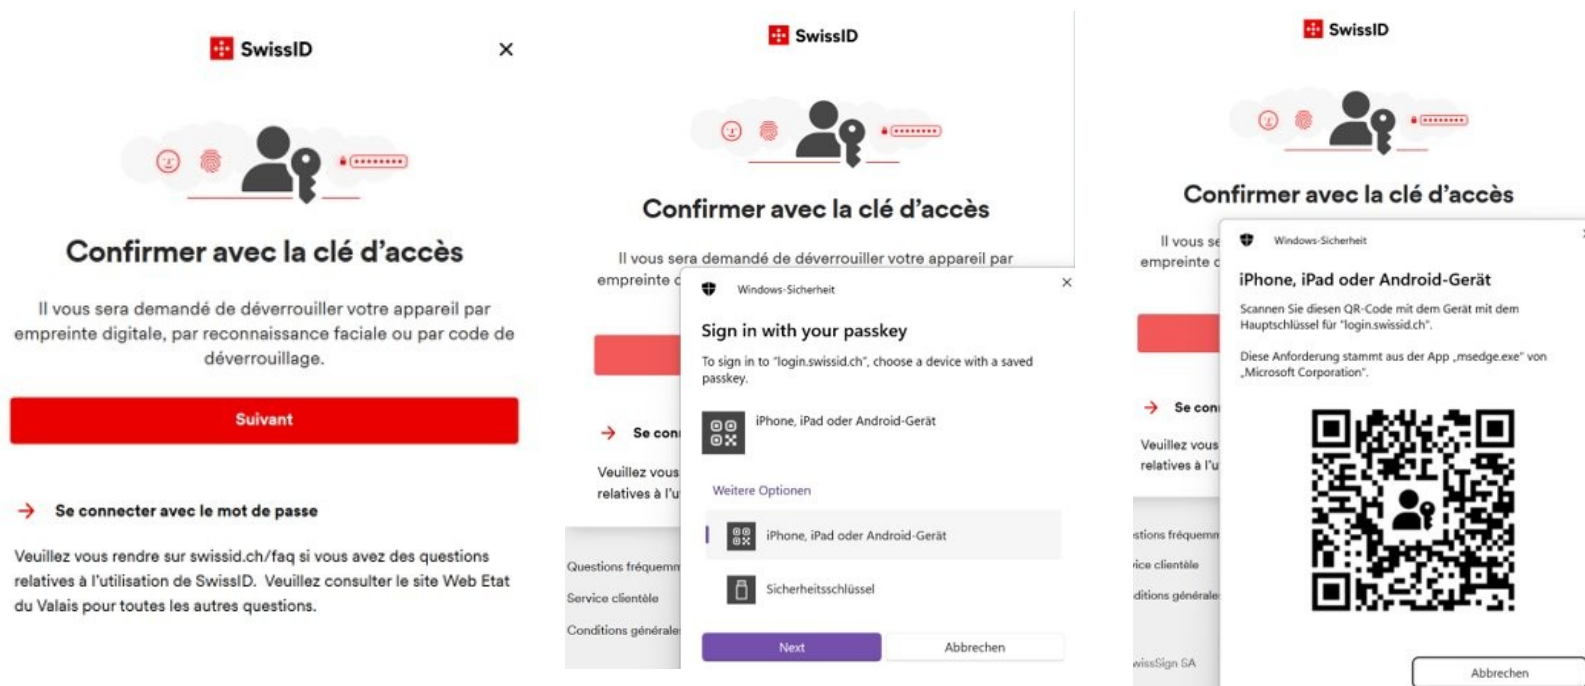 SwissID
Confirmer avec la clé d'accès
Il vous sera demandé de déverrouiller votre appareil par
empreinte digitale, par reconnaissance faciale ou par code de
déverrouillage.
Suivant
Se connecter avec le mot de passe
Veuillez vous rendre sur swissid.ch/faq si vous avez des questions
relatives à l'utilisation de SwissID. Veuillez consulter le site Web Etat
du Valais pour toutes les autres questions.
SwissID
Confirmer avec la clé d'accès
Il vous sera demandé de déverrouiller votre appareil par
empreinte
Windows-Sicherheit
Sign in with your passkey
To sign in to "login.swissid.ch", choose a device with a saved
passkey.
iPhone, iPad oder Android-Gerät
Weitere Optionen
iPhone, iPad oder Android-Gerät
Sicherheitsschlüssel
Next
Abbrechen
Se
Veuillez vous
relatives à
Service clientèle
Conditions
SwissID
Confirmer avec la clé d'accès
Il vous
empreinte
Windows-Sicherheit
iPhone, iPad oder Android-Gerät
Scannen Sie diesen QR-Code mit dem Gerät mit dem
Hauptschlüssel für "login.swissid.ch".
Diese Anforderung stammt aus der App „msedge.exe" von
„Microsoft Corporation".
Abbrechen
Se
Veuillez vous
relatives à
clientèle
SA